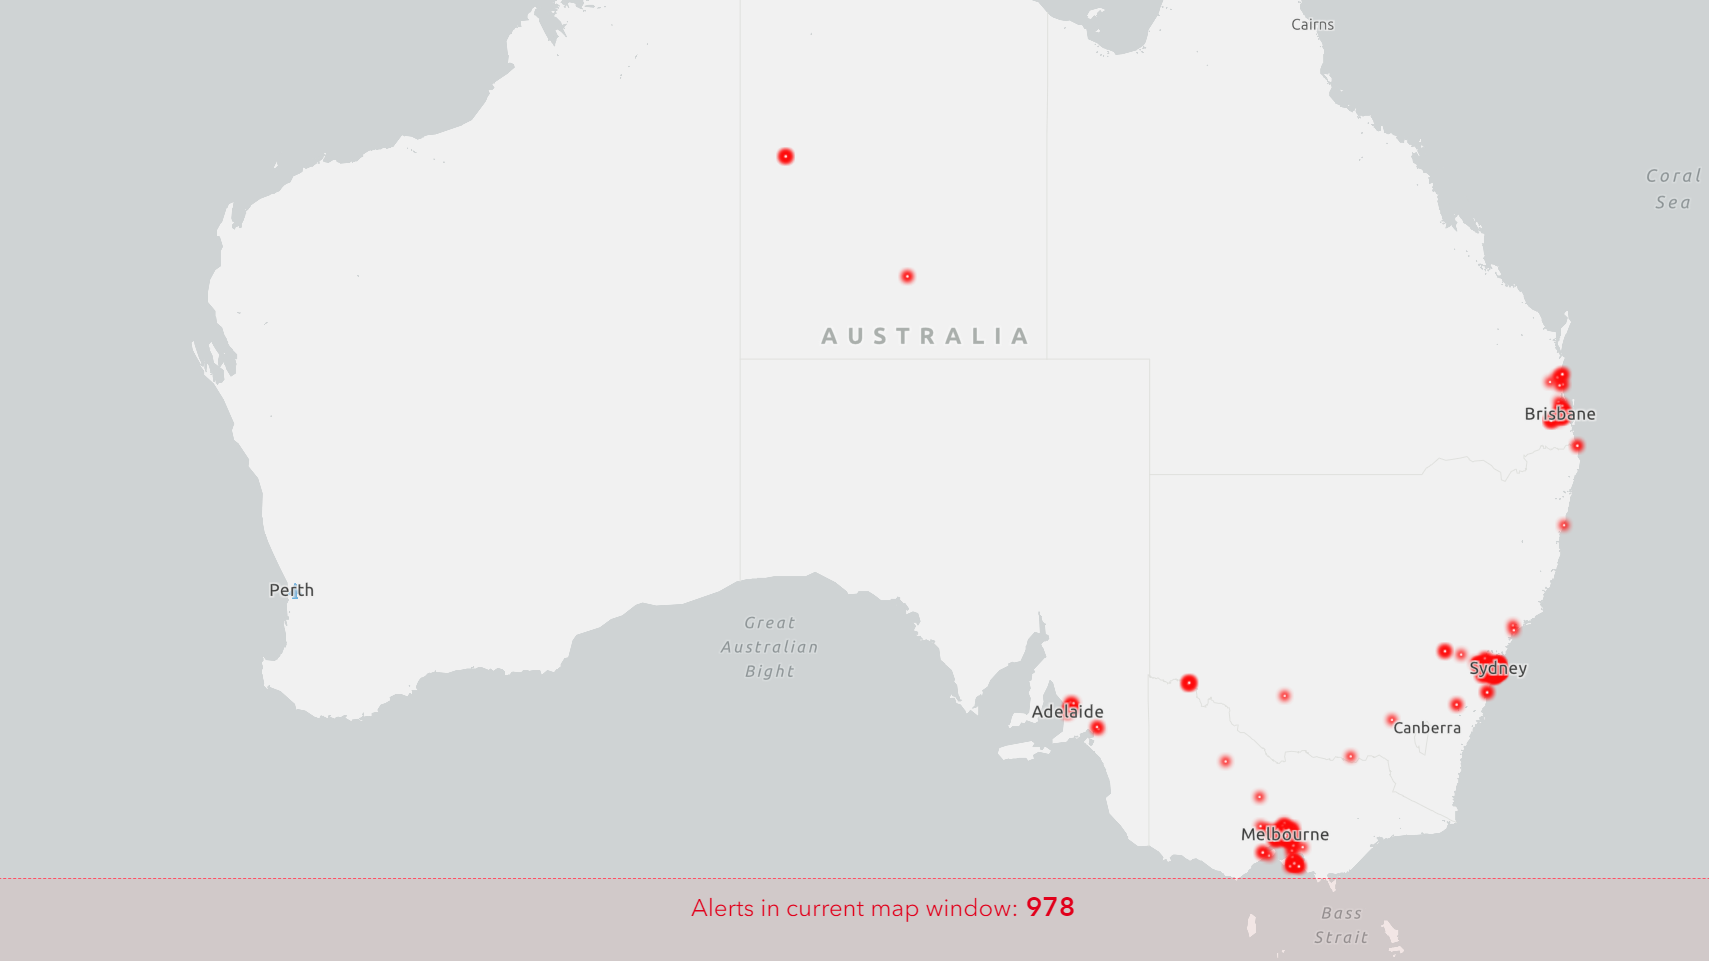 Cairns
Coral
Sea
AUSTRALIA
Brisbane
Perth
Great
Australian
Bight
Sydney
Adelaide
Canberra
Melbourne
Alerts in current map window: 978
Bass
Strait